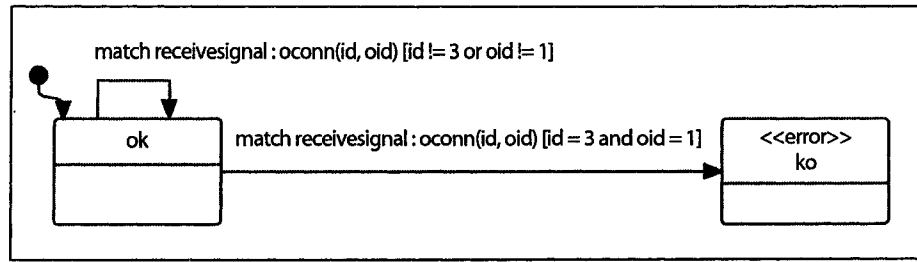 match receivesignal : oconn(id, oid) [id != 3 or oid != 1]
ok
match receivesignal : oconn(id, oid) [id = 3 and oid = 1]
<<error>>
ko